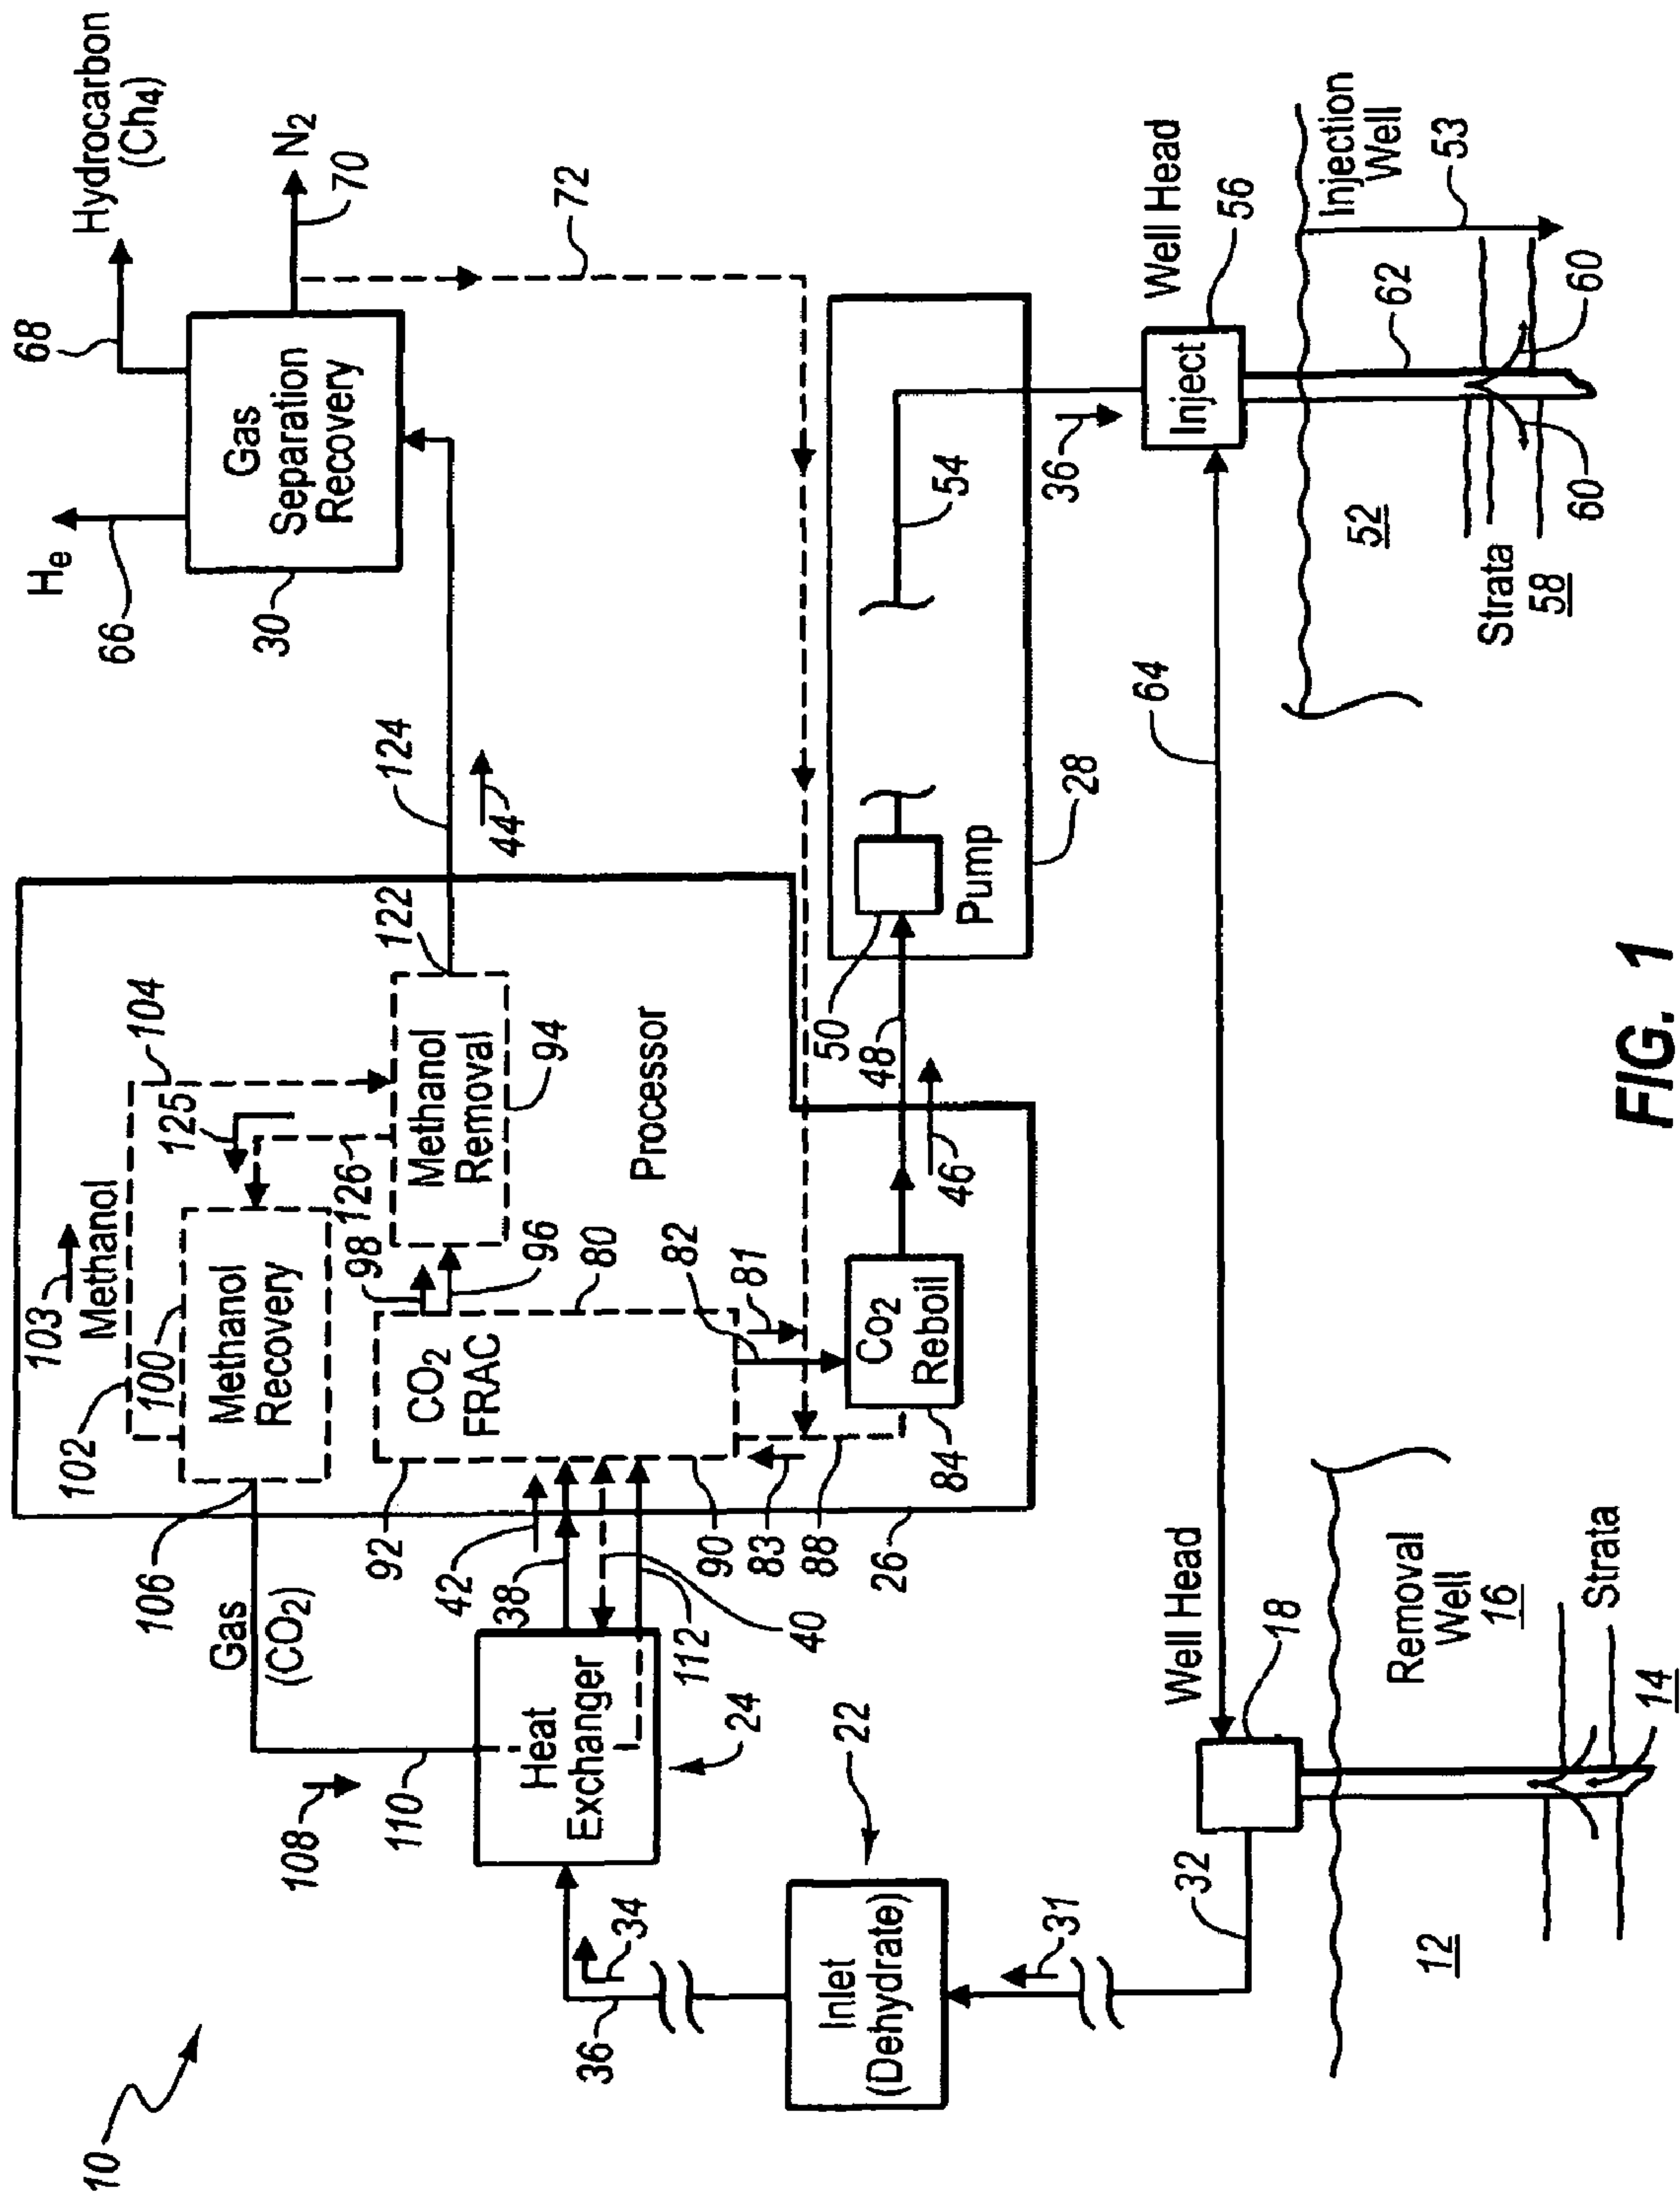 10
12
Removal
Well
16
14
Strata
Well Head
18
32
31
Inlet
(Dehydrate)
22
36
34
Heat
Exchanger
24
108
110
Gas
(CO2)
106
42
38
40
112
26
92
90
CO2
FRAC
80
83
88
84
Co2
Reboil
82
81
98
96
102
103
Methanol
100
Methanol
Recovery
104
125
126
Methanol
Removal
94
122
Processor
124
44
46
48
50
Pump
28
54
36
Well Head
Inject
56
64
52
Injection
Well
53
62
60
60
Strata
58
30
Gas
Separation
Recovery
66
He
68
Hydrocarbon
(Ch4)
N2
70
72
FIG. 1